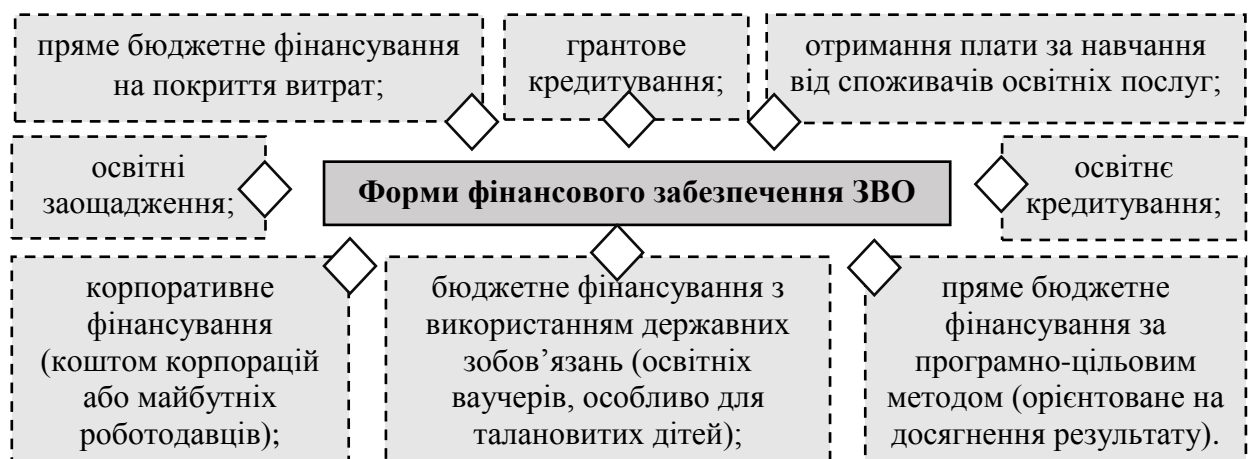 пряме бюджетне фінансування
на покриття витрат;
грантове
кредитування;
отримання плати за навчання
від споживачів освітніх послуг;
освітні
заощадження;
Форми фінансового забезпечення ЗВО
освітнє
кредитування;
корпоративне
фінансування
(коштом корпорацій
або майбутніх
роботодавців);
бюджетне фінансування з
використанням державних
зобов’язань (освітніх
ваучерів, особливо для
талановитих дітей);
пряме бюджетне
фінансування за
програмно-цільовим
методом (орієнтоване на
досягнення результату).